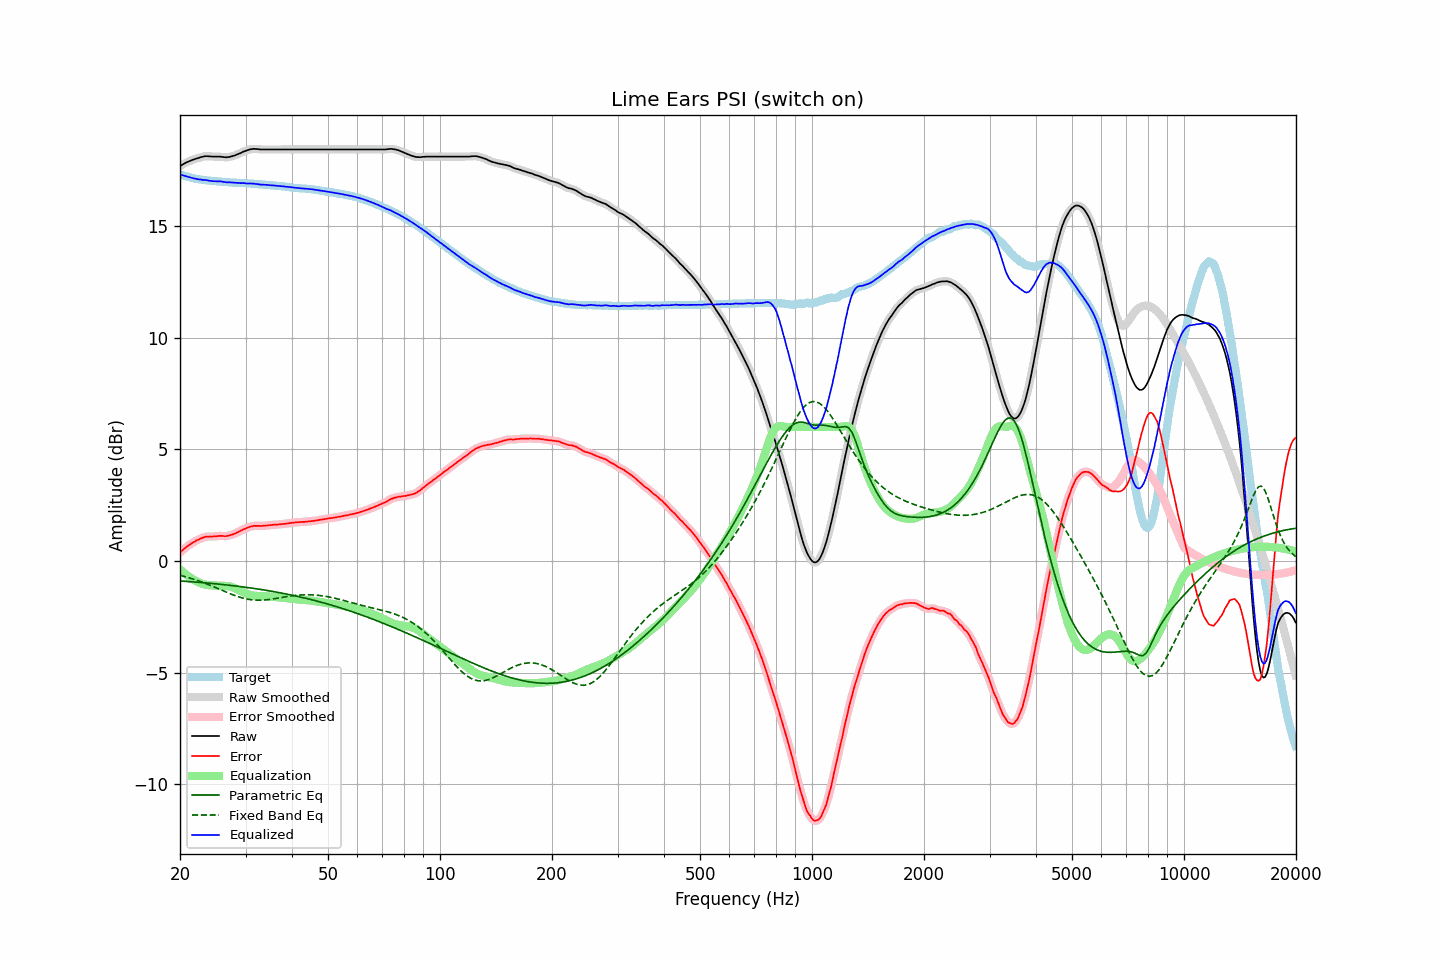 Lime Ears PSI (switch on)
Amplitude (dBr)
15
10
5
0
−5
−10
Target
Raw Smoothed
Error Smoothed
Raw
Error
Equalization
Parametric Eq
Fixed Band Eq
Equalized
20 50 100 200 500 1000 2000 5000 10000 20000
Frequency (Hz)